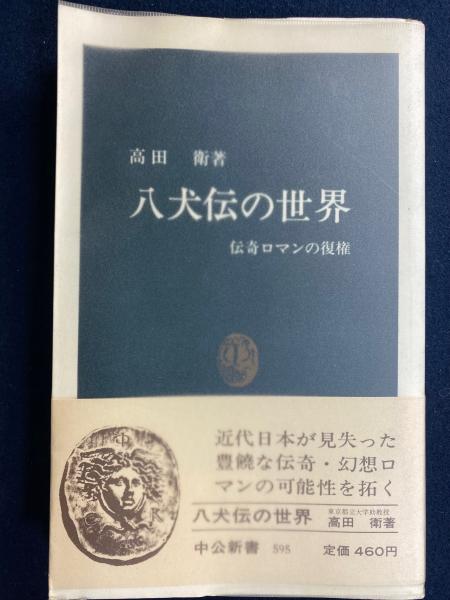 高田 衛著
八犬伝の世界
伝奇ロマンの復権
近代日本が見失った
豊饒な伝奇・幻想ロ
マンの可能性を拓く
八犬伝の世界 東京都立大学助教授 高田 衛著
中公新書 595 定価 460円